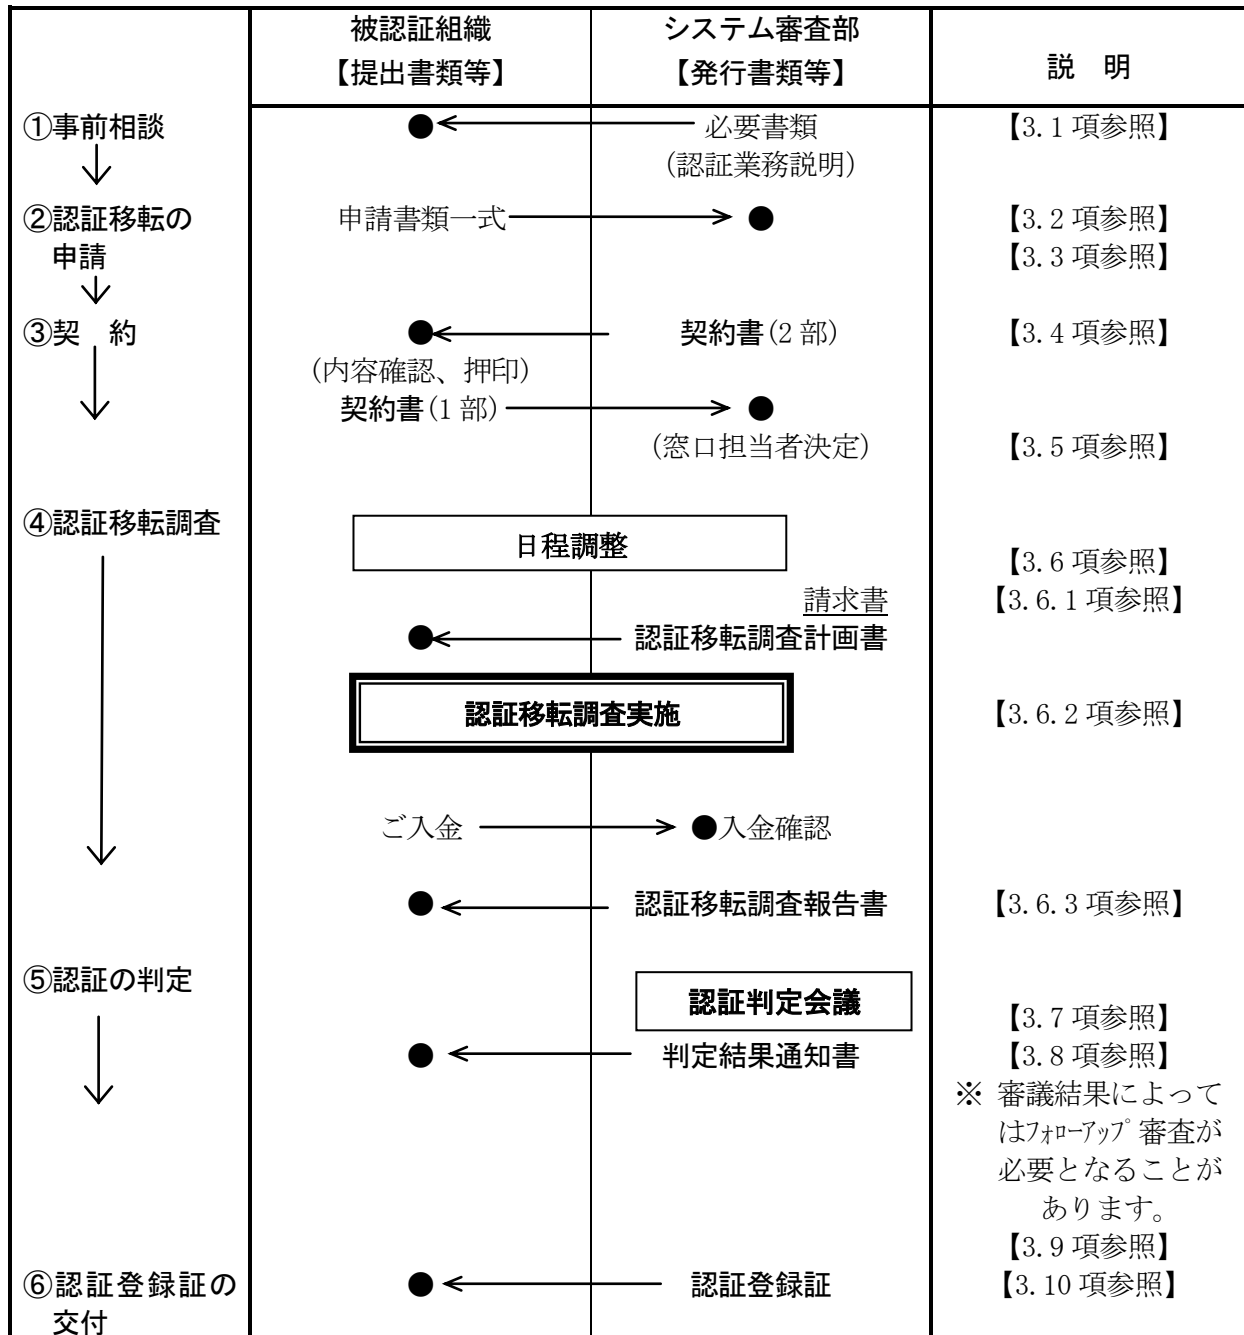 被認証組織
【提出書類等】
システム審査部
【発行書類等】
説　明
①事前相談
必要書類
(認証業務説明)
【3.1 項参照】
②認証移転の
申請
申請書類一式
【3.2 項参照】
【3.3 項参照】
③契　約
契約書(2 部)
【3.4 項参照】
(内容確認、押印)
契約書(1 部)
(窓口担当者決定)
【3.5 項参照】
④認証移転調査
日程調整
【3.6 項参照】
請求書
【3.6.1 項参照】
認証移転調査計画書
認証移転調査実施
【3.6.2 項参照】
ご入金
●入金確認
認証移転調査報告書
【3.6.3 項参照】
⑤認証の判定
認証判定会議
【3.7 項参照】
判定結果通知書
【3.8 項参照】
※ 審議結果によって
はﾌｫﾛｰｱｯﾌﾟ審査が
必要となることが
あります。
【3.9 項参照】
⑥認証登録証の
交付
認証登録証
【3.10 項参照】